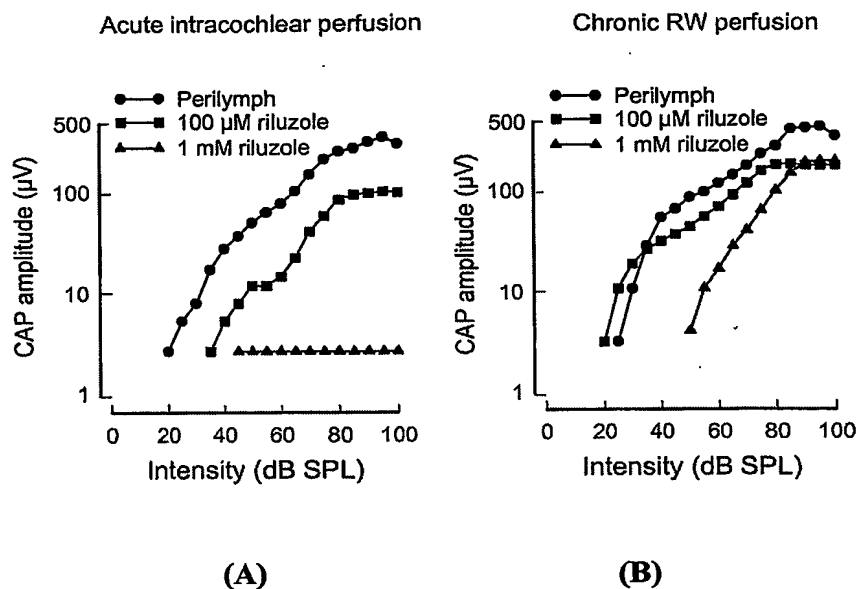 Acute intracochlear perfusion
Perilymph
100 µM riluzole
1 mM riluzole
500
100
10
1
CAP amplitude (µV)
0 20 40 60 80 100
Intensity (dB SPL)
(A)
Chronic RW perfusion
Perilymph
100 µM riluzole
1 mM riluzole
500
100
10
1
CAP amplitude (µV)
0 20 40 60 80 100
Intensity (dB SPL)
(B)